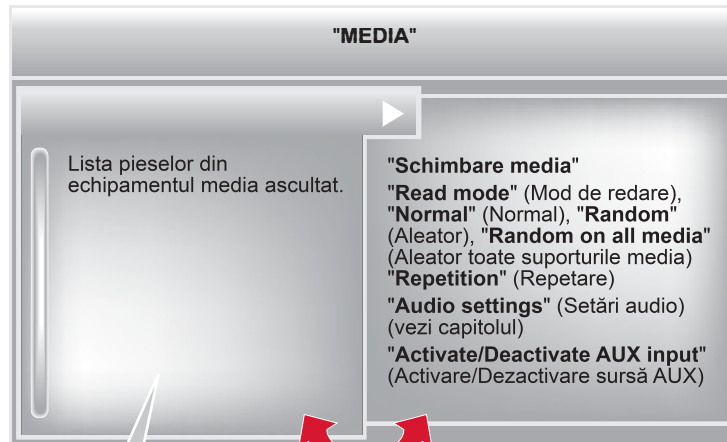 "MEDIA"
Lista pieselor din
echipamentul media ascultat.
"Schimbare media"
"Read mode" (Mod de redare),
"Normal" (Normal), "Random"
(Aleator), "Random on all media"
(Aleator toate suporturile media)
"Repetition" (Repetare)
"Audio settings" (Setări audio)
(vezi capitolul)
"Activate/Deactivate AUX input"
(Activare/Dezactivare sursă AUX)